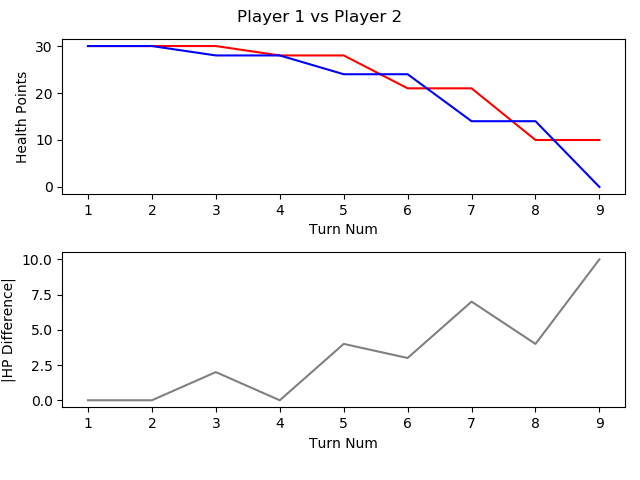 Player 1 vs Player 2
Health Points
30
20
10
0
1 2 3 4 5 6 7 8 9
Turn Num
|HP Difference|
10.0
7.5
5.0
2.5
0.0
1 2 3 4 5 6 7 8 9
Turn Num